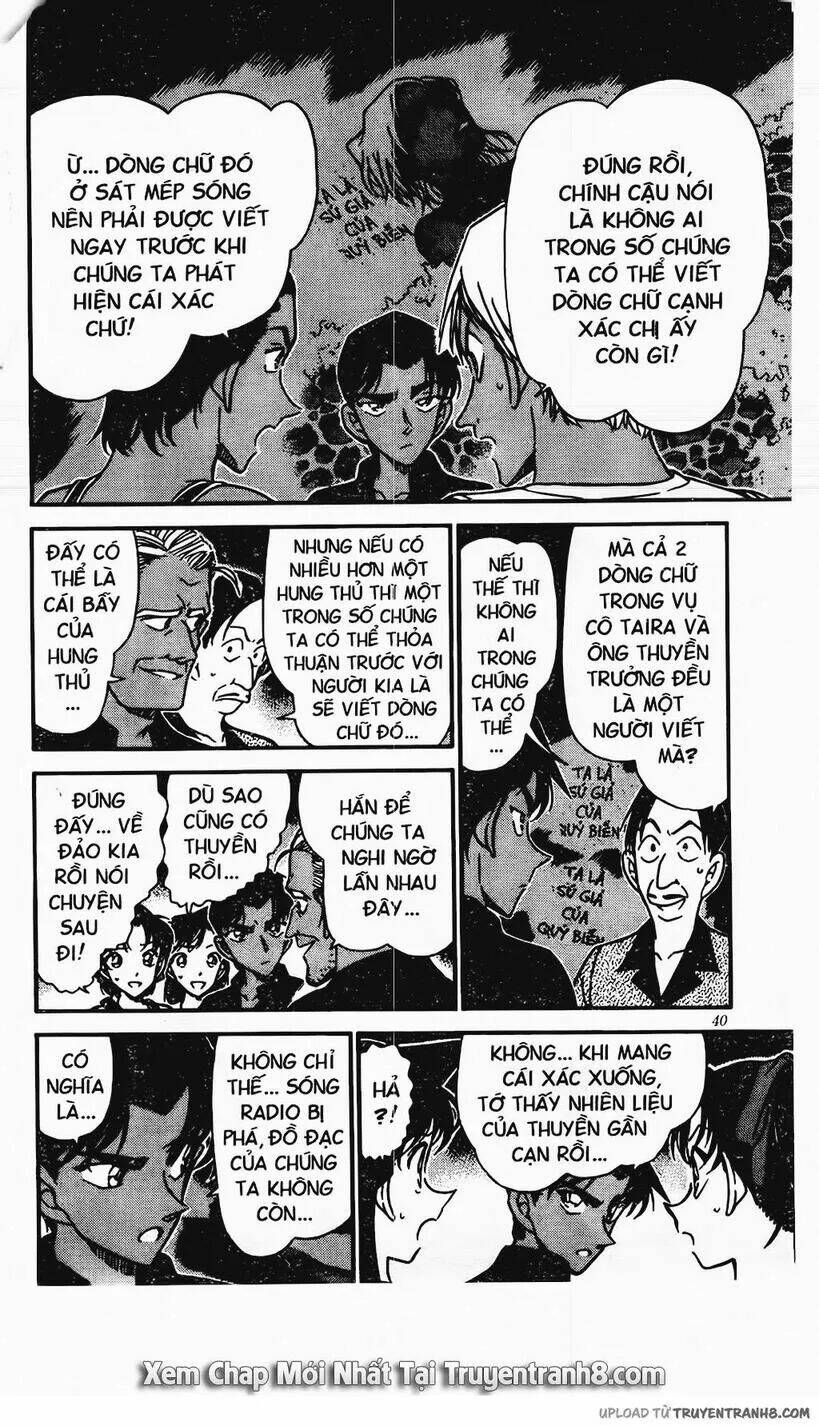 ĐÚNG RỒI,
CHÍNH CẬU NÓI
LÀ KHÔNG AI
TRONG SỐ CHÚNG
TA CÓ THỂ VIẾT
DÒNG CHỮ CẠNH
XÁC CHỊ ẤY
CÒN GÌ!
TA LÀ
SỨ GIẢ
CỦA
QUỶ BIỂN
Ừ... DÒNG CHỮ ĐÓ
Ở SÁT MÉP SÓNG
NÊN PHẢI ĐƯỢC VIẾT
NGAY TRƯỚC KHI
CHÚNG TA PHÁT
HIỆN CÁI XÁC
CHỨ!
MÀ CẢ 2
DÒNG CHỮ
TRONG VỤ
CÔ TAIRA VÀ
ÔNG THUYỀN
TRƯỞNG ĐỀU
LÀ MỘT
NGƯỜI VIẾT
MÀ?
NẾU
THẾ THÌ
KHÔNG
AI
TRONG
CHÚNG
TA CÓ
THỂ
...
TA LÀ
SỨ GIẢ
CỦA
QUỶ BIỂN
TA LÀ
SỨ GIẢ
CỦA
QUỶ BIỂN
NHƯNG NẾU CÓ
NHIỀU HƠN MỘT
HUNG THỦ THÌ MỘT
TRONG SỐ CHÚNG
TA CÓ THỂ THỎA
THUẬN TRƯỚC VỚI
NGƯỜI KIA LÀ
SẼ VIẾT DÒNG
CHỮ ĐÓ...
ĐẤY CÓ
THỂ LÀ
CÁI BẪY
CỦA
HUNG
THỦ
...
HẮN ĐỂ
CHÚNG TA
NGHI NGỜ
LẪN NHAU
ĐÂY...
DÙ SAO
CŨNG CÓ
THUYỀN
RỒI...
ĐÚNG
ĐẤY... VỀ
ĐẢO KIA
RỒI NÓI
CHUYỆN
SAU
ĐI!
40
KHÔNG... KHI MANG
CÁI XÁC XUỐNG,
TỚ THẤY NHIÊN LIỆU
CỦA THUYỀN GẦN
CẠN RỒI...
HẢ
?!
KHÔNG CHỈ
THẾ... SÓNG
RADIO BỊ
PHÁ, ĐỒ ĐẠC
CỦA CHÚNG
TA KHÔNG
CÒN...
CÓ
NGHĨA
LÀ...
Xem Chap Mới Nhất Tại Truyentranh8.com
UPLOAD TỪ TRUYENTRANH8.COM